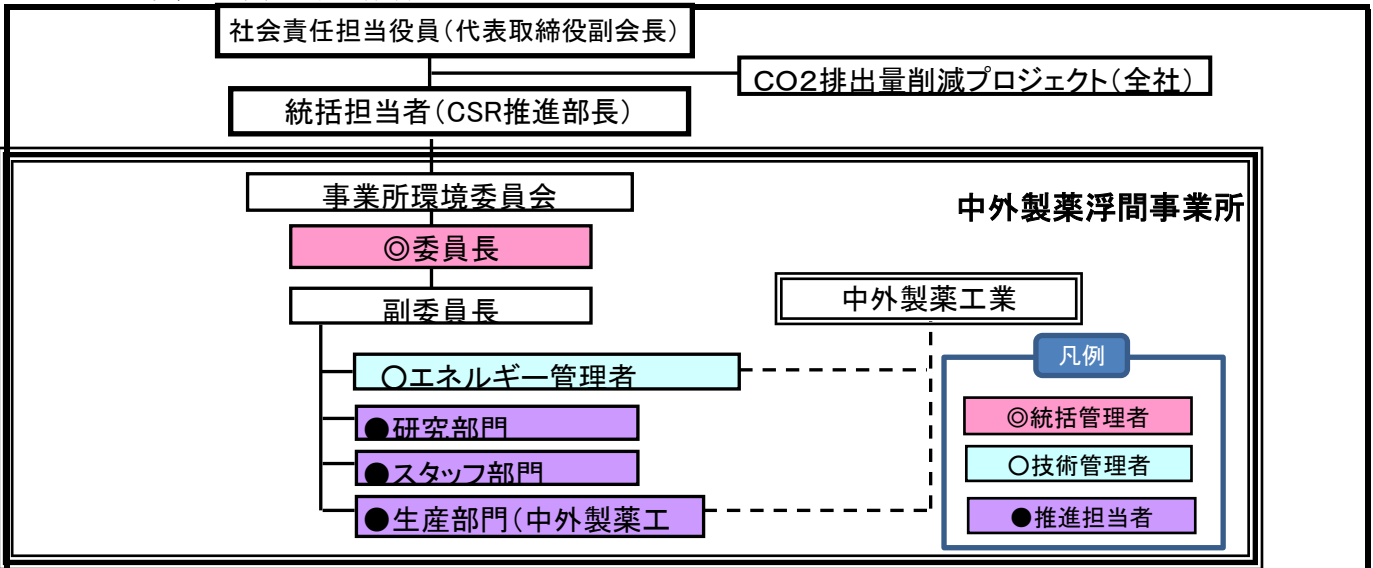 社会責任担当役員(代表取締役副会長)
CO2排出量削減プロジェクト(全社)
統括担当者(CSR推進部長)
事業所環境委員会
中外製薬浮間事業所
◎委員長
副委員長
中外製薬工業
○エネルギー管理者
●研究部門
●スタッフ部門
●生産部門(中外製薬工
凡例
◎統括管理者
○技術管理者
●推進担当者